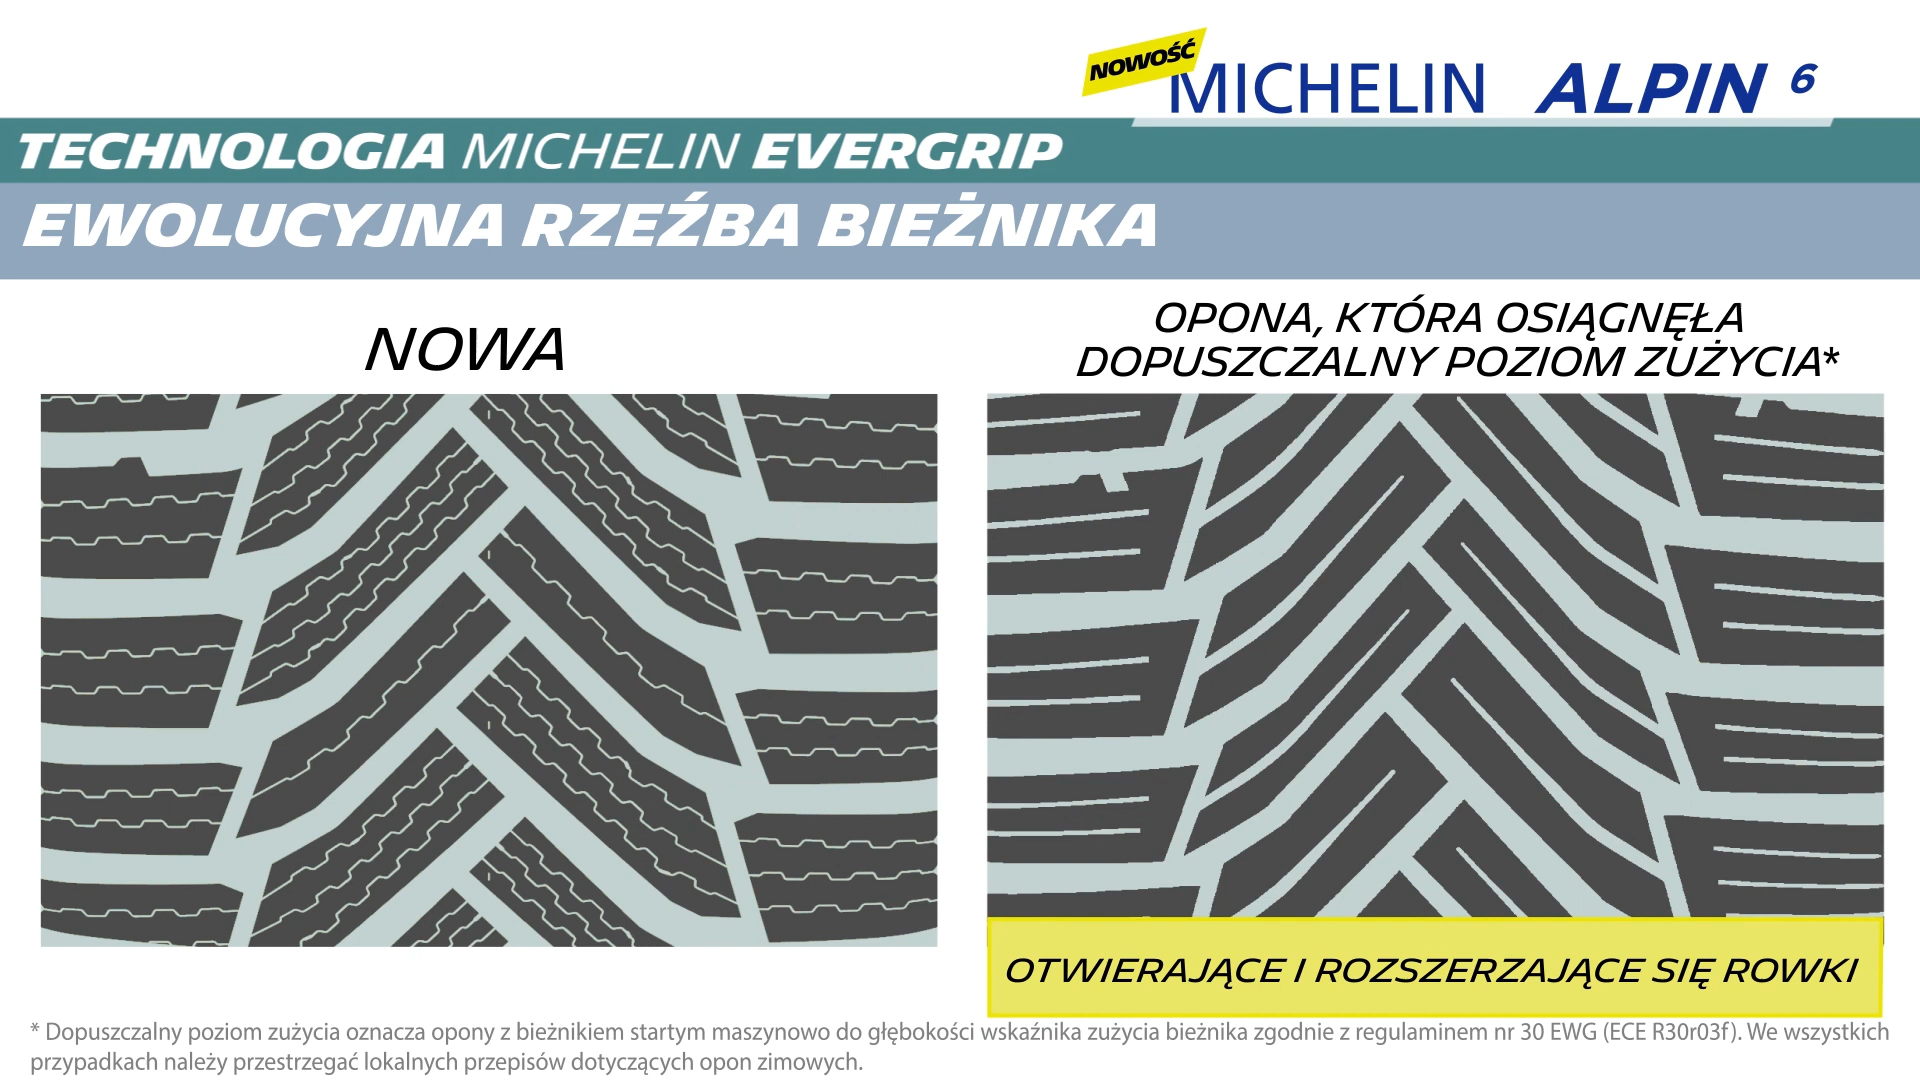 NOWOŚĆ
MICHELIN ALPIN 6
TECHNOLOGIA MICHELIN EVERGRIP
EWOLUCYJNA RZEŹBA BIEŻNIKA
NOWA
OPONA, KTÓRA OSIĄGNĘŁA
DOPUSZCZALNY POZIOM ZUŻYCIA*
OTWIERAJĄCE I ROZSZERZAJĄCE SIĘ ROWKI
* Dopuszczalny poziom zużycia oznacza opony z bieżnikiem startym maszynowo do głębokości wskaźnika zużycia bieżnika zgodnie z regulaminem nr 30 EWG (ECE R30r03f). We wszystkich
przypadkach należy przestrzegać lokalnych przepisów dotyczących opon zimowych.